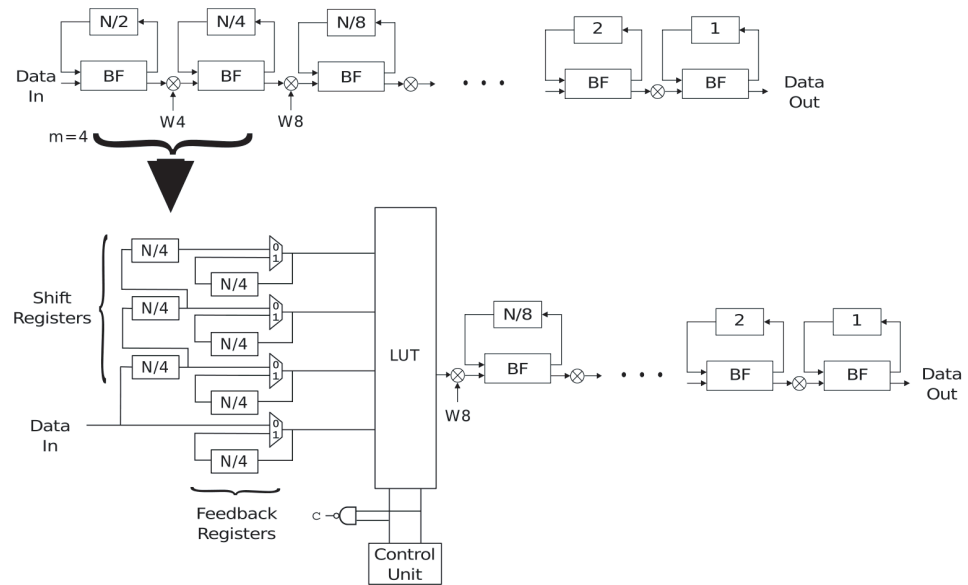 N/2
N/4
N/8
2
1
Data
In
BF
BF
BF
BF
BF
Data
Out
W4
W8
m=4
N/4
0
1
N/4
Shift
Registers
N/4
0
1
N/4
N/4
0
1
N/4
Data
In
0
1
N/4
Feedback
Registers
LUT
C
Control
Unit
N/8
2
1
BF
BF
BF
W8
Data
Out